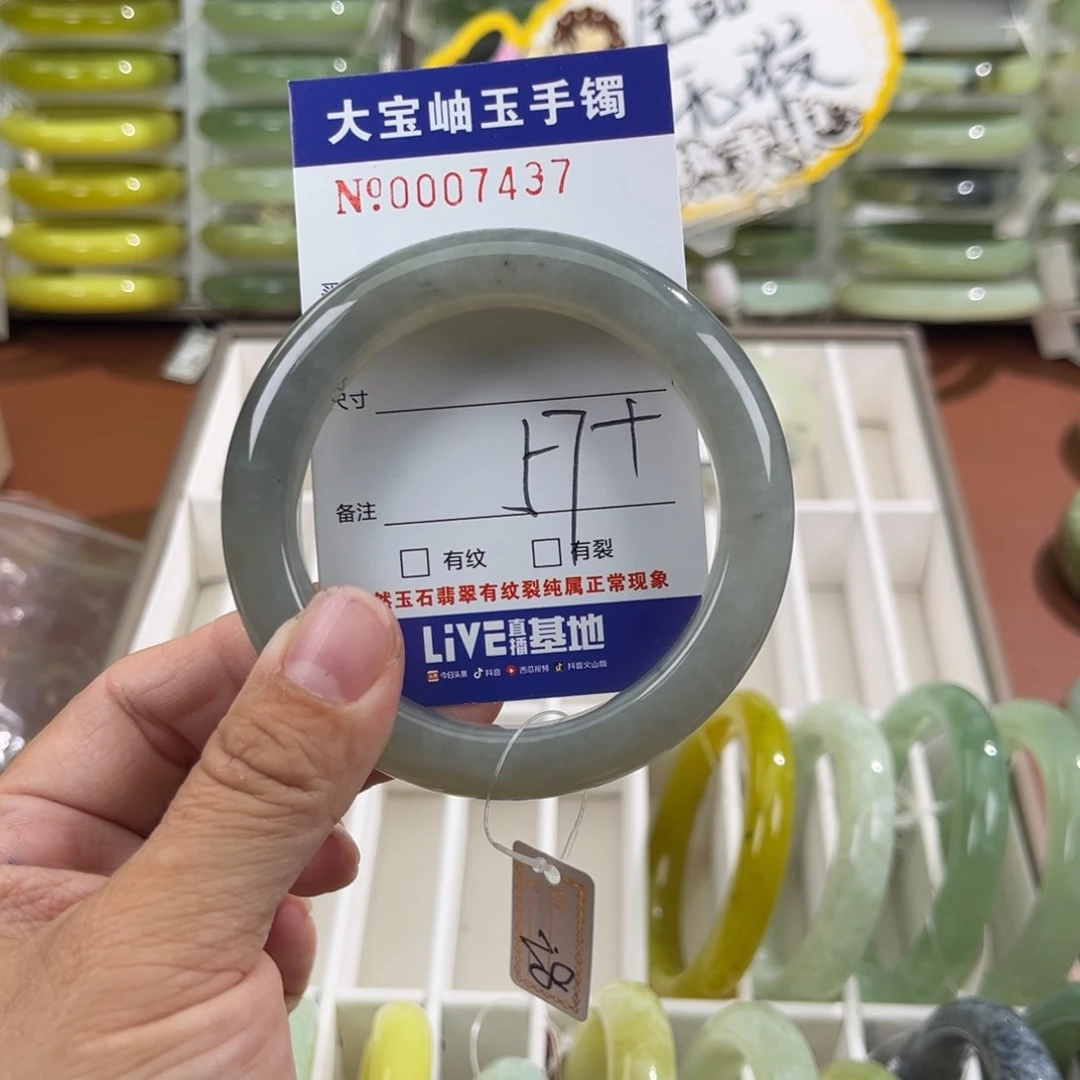 大宝岫玉手镯
№0007437
尺寸
57+
备注
有纹 有裂
然玉石翡翠有纹裂纯属正常现象
LiVE直播基地
今日头条 抖音 西瓜视频 抖音火山版
58